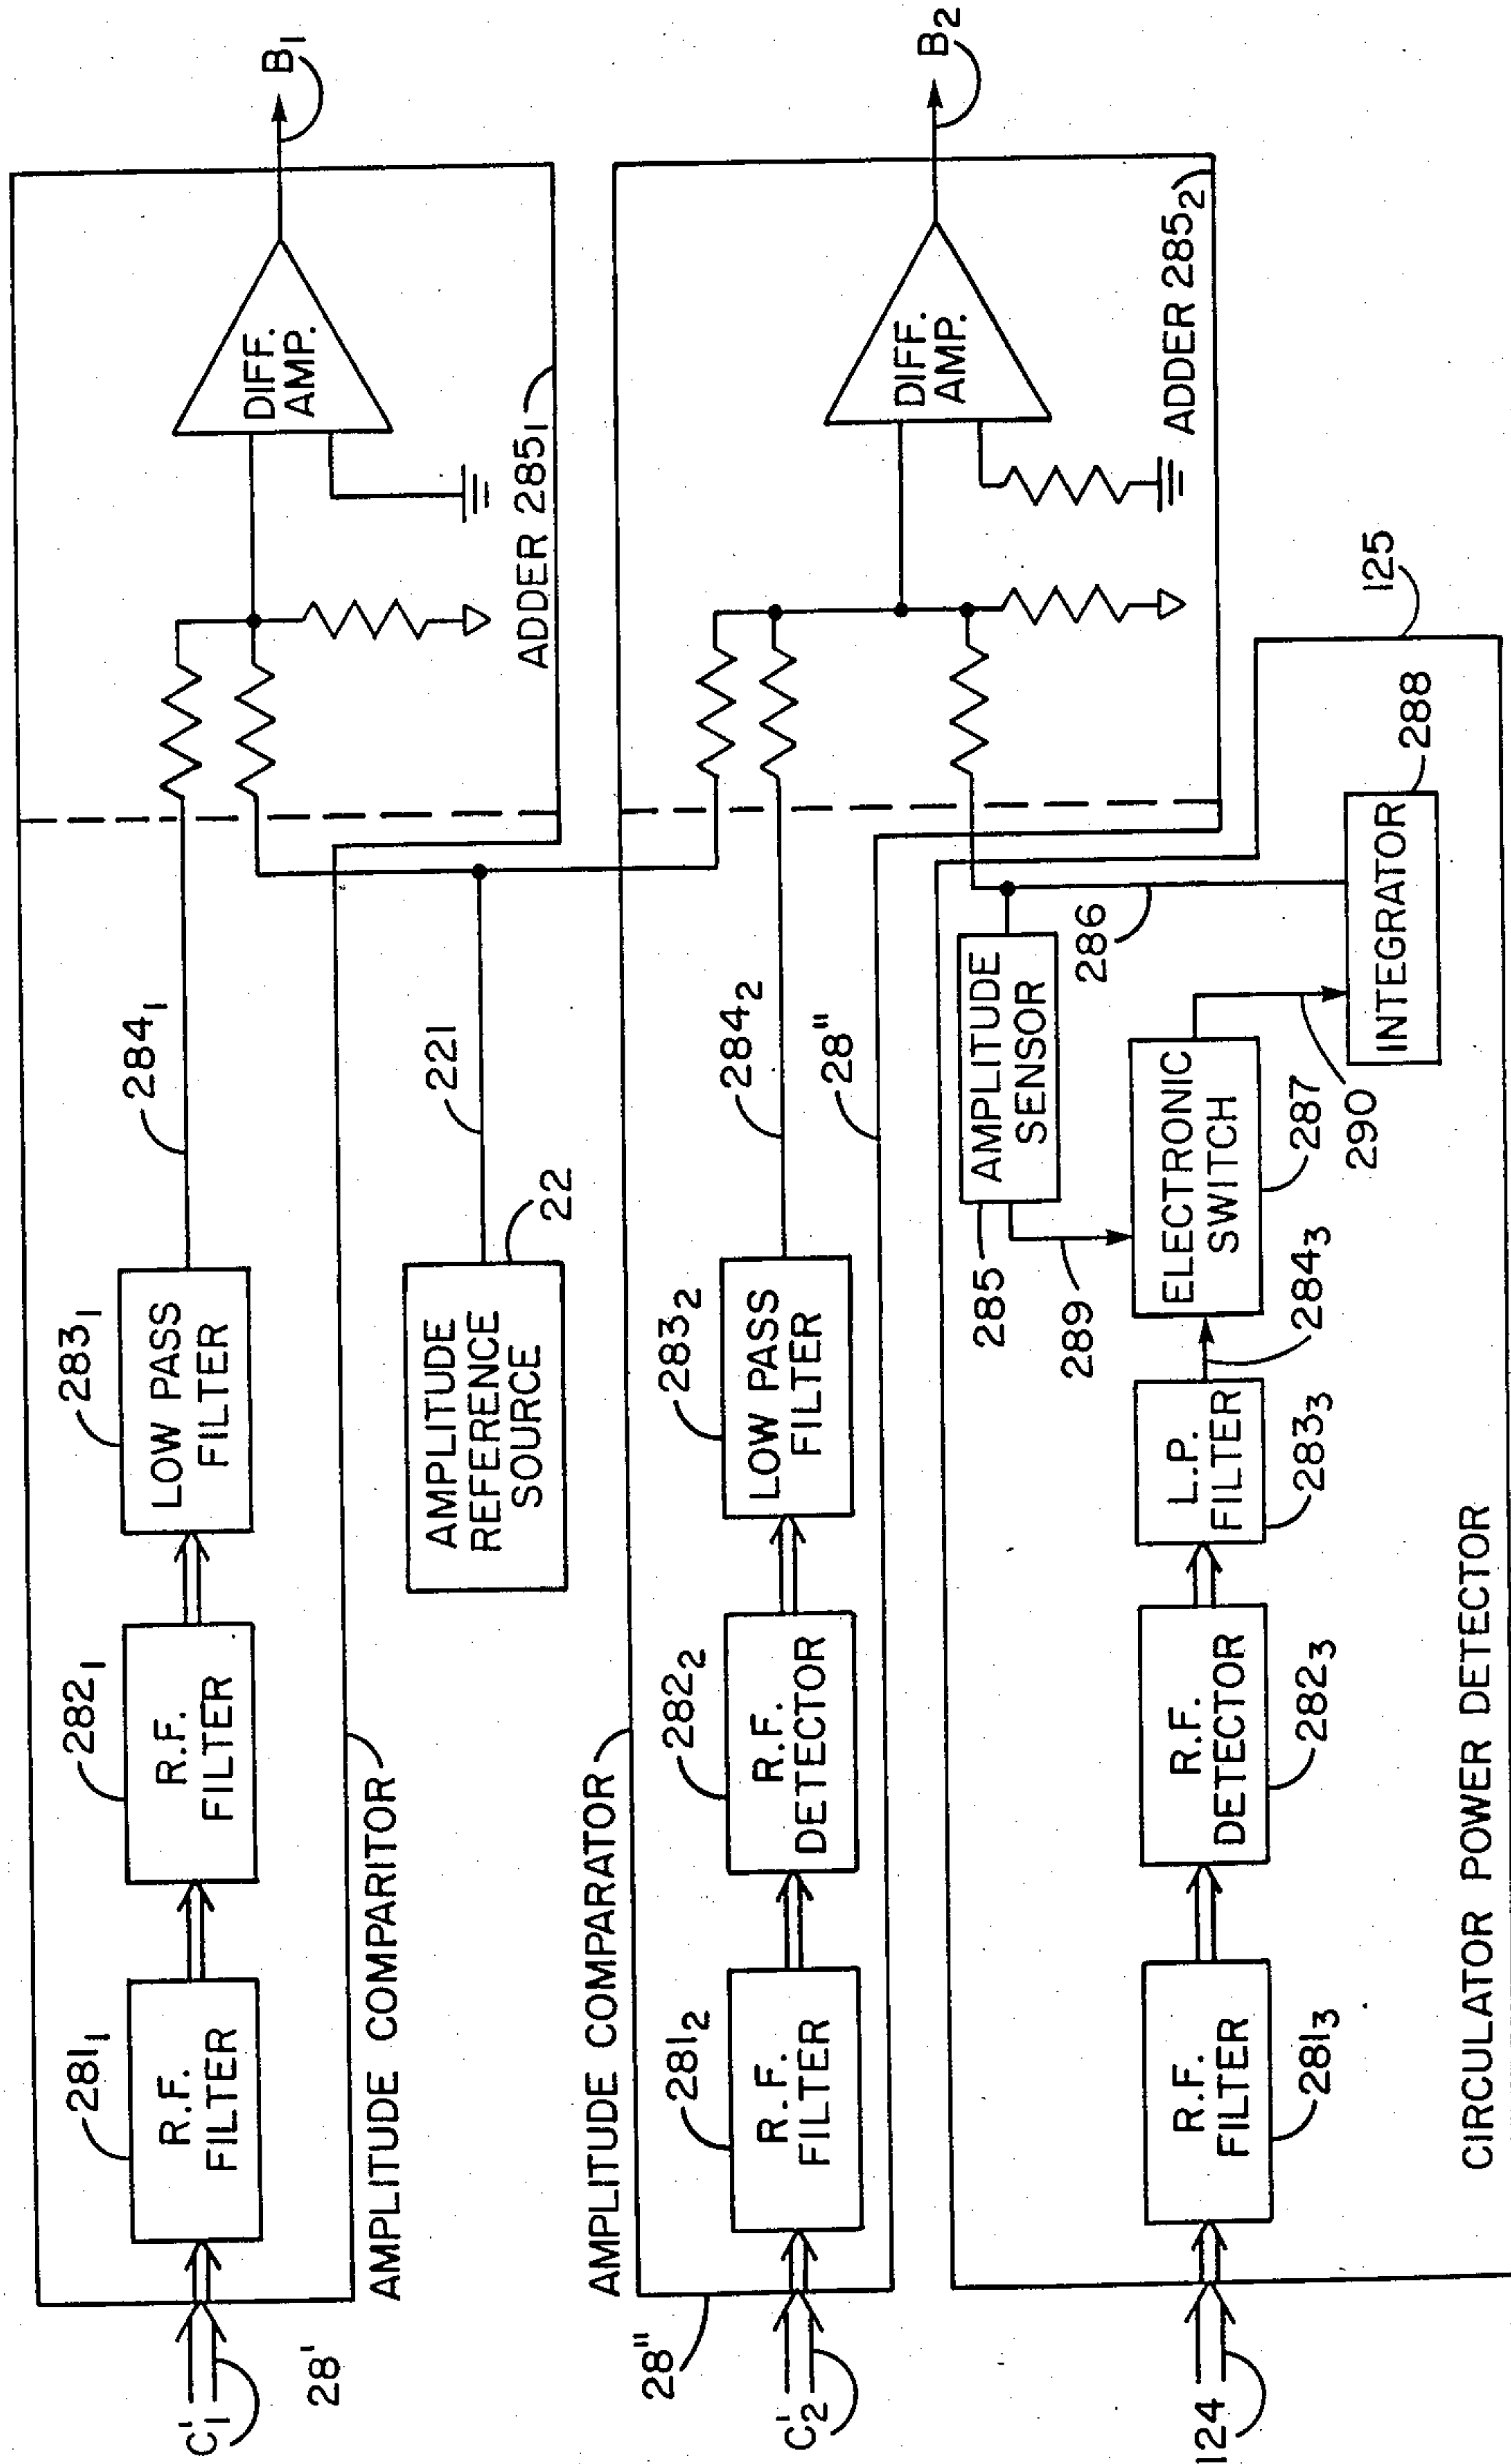 C'₁
28'
281₁
R.F.
FILTER
282₁
R.F.
FILTER
283₁
LOW PASS
FILTER
284₁
DIFF.
AMP.
B₁
ADDER 285₁
AMPLITUDE COMPARITOR
AMPLITUDE
REFERENCE
SOURCE
22
221
AMPLITUDE COMPARATOR
28"
C'₂
281₂
R.F.
FILTER
282₂
R.F.
DETECTOR
283₂
LOW PASS
FILTER
284₂
28"
DIFF.
AMP.
B₂
ADDER 285₂
124
R.F.
FILTER
281₃
R.F.
DETECTOR
282₃
L.P.
FILTER
283₃
284₃
285
AMPLITUDE
SENSOR
289
286
ELECTRONIC
SWITCH
287
290
INTEGRATOR
288
125
CIRCULATOR POWER DETECTOR